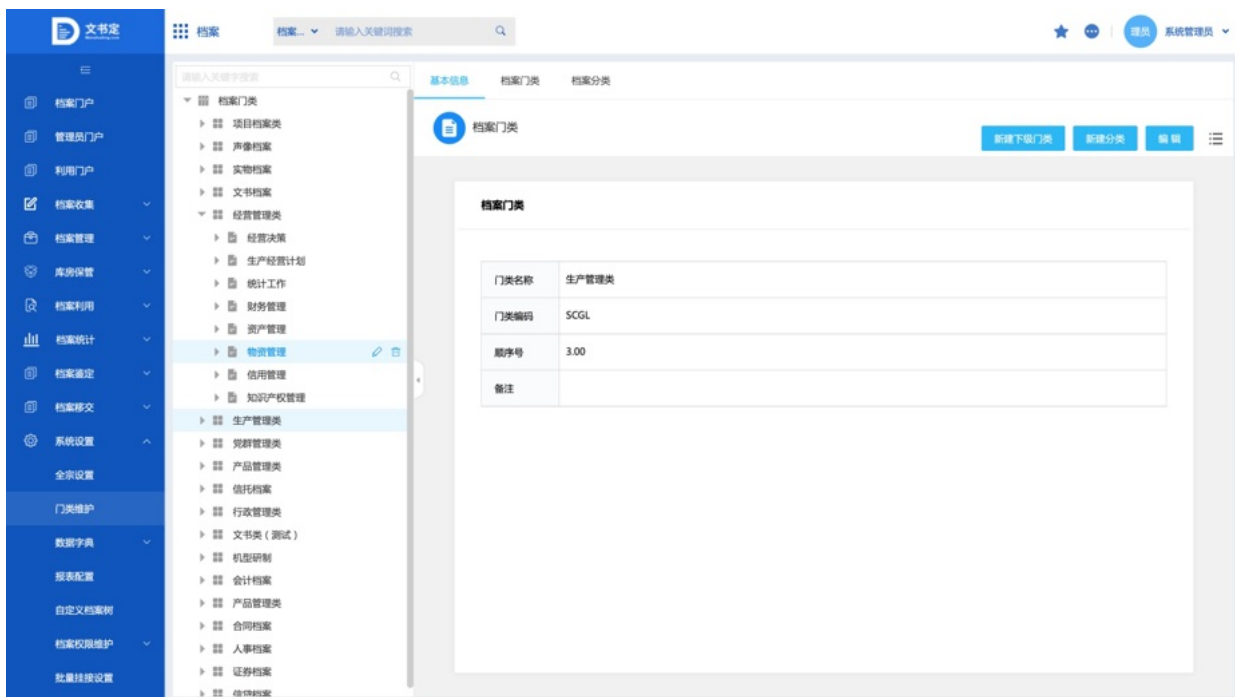 文书定
档案
档案...
请输入关键词搜索
理员
系统管理员
档案门户
管理员门户
利用门户
档案收集
档案管理
库房保管
档案利用
档案统计
档案鉴定
档案移交
系统设置
全宗设置
门类维护
数据字典
报表配置
自定义档案树
档案权限维护
批量挂接设置
请输入关键字搜索
档案门类
项目档案类
声像档案
实物档案
文书档案
经营管理类
经营决策
生产经营计划
统计工作
财务管理
资产管理
物资管理
信用管理
知识产权管理
生产管理类
党群管理类
产品管理类
信托档案
行政管理类
文书类（测试）
机型研制
会计档案
产品管理类
合同档案
人事档案
证券档案
信贷档案
基本信息
档案门类
档案分类
档案门类
新建下级门类
新建分类
编 辑
档案门类
门类名称
生产管理类
门类编码
SCGL
顺序号
3.00
备注